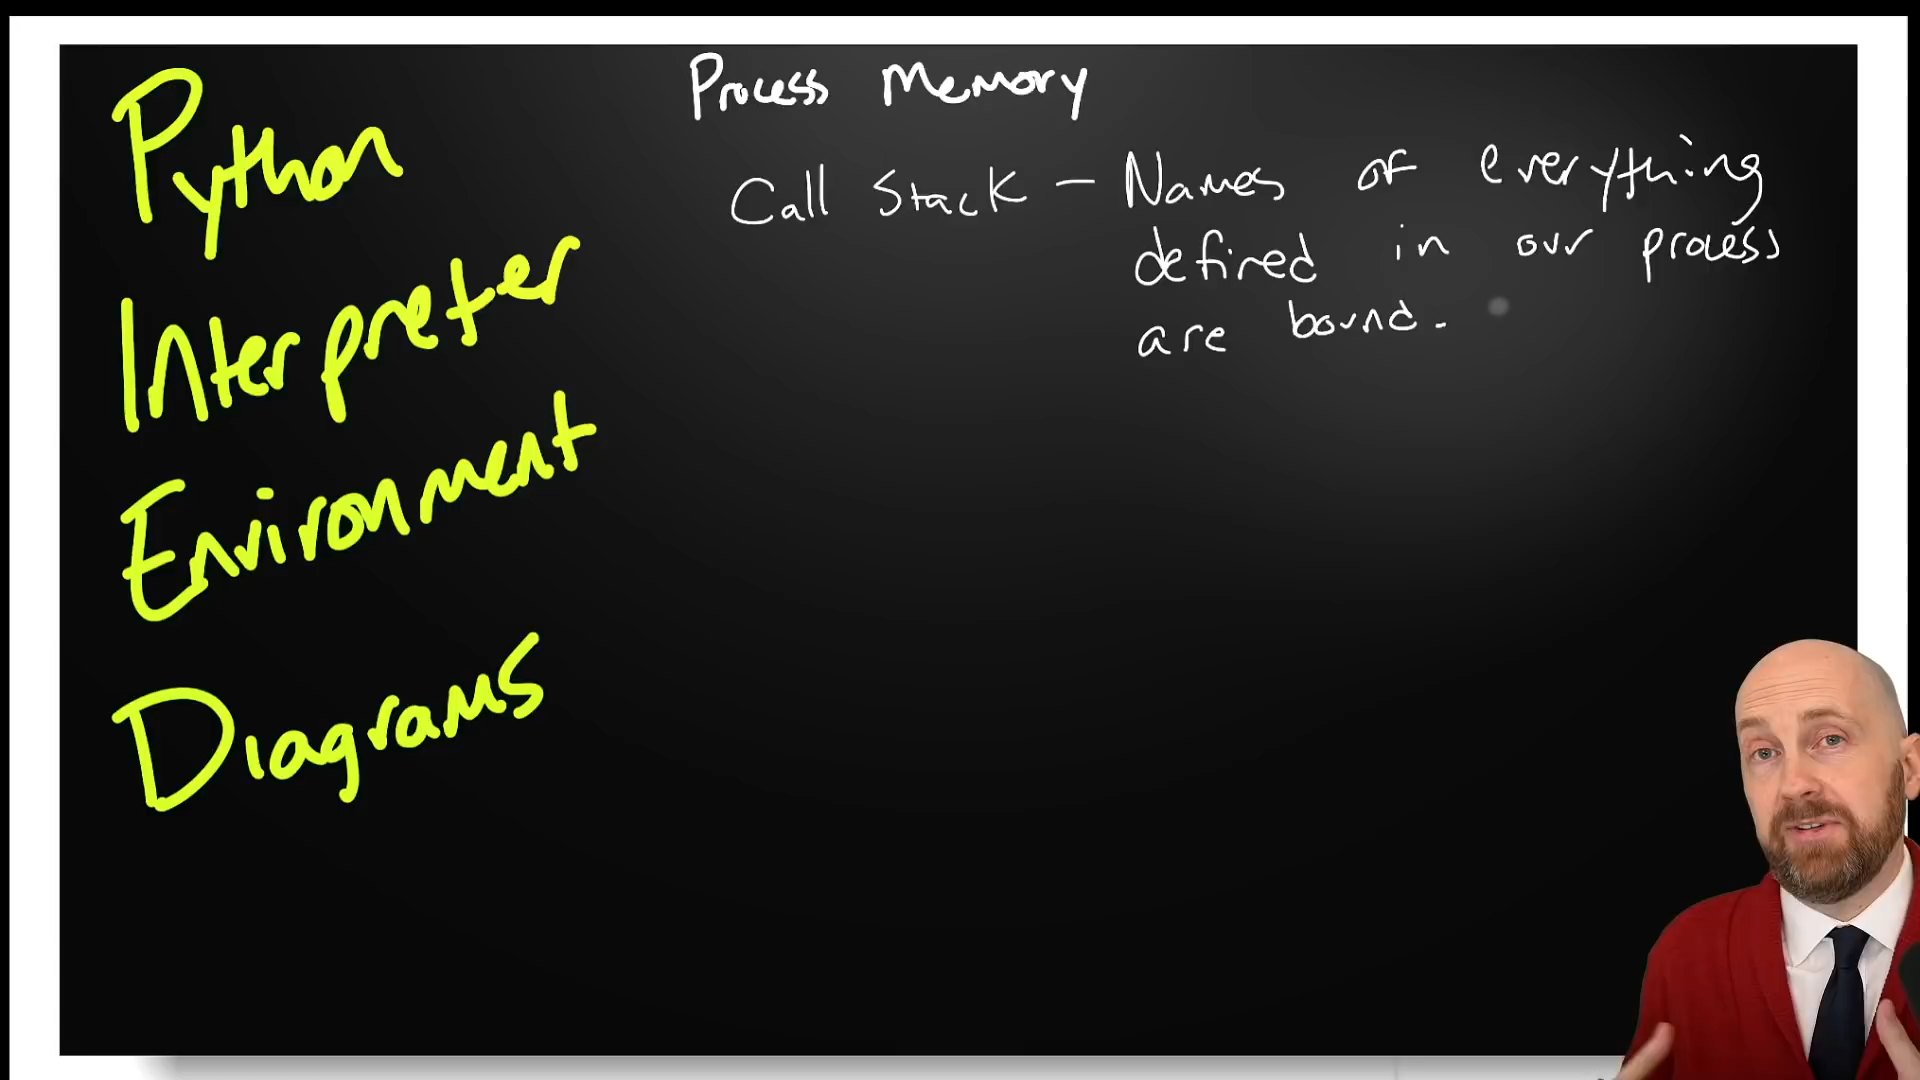 Python
Interpreter
Environment
Diagrams
Process Memory
Call Stack - Names of everything
defined in our process
are bound.